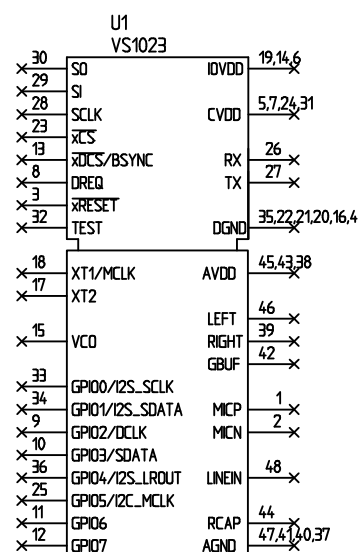 U1
VS1023
30 SO IOVDD 19,14,6
29 SI
28 SCLK CVDD 5,7,24,31
23 xCS
13 xDCS/BSYNC RX 26
8 DREQ TX 27
3 xRESET
32 TEST DGND 35,22,21,20,16,4
18 XT1/MCLK AVDD 45,43,38
17 XT2
LEFT 46
15 VCO RIGHT 39
GBUF 42
33 GPIO0/I2S_SCLK
34 GPIO1/I2S_SDATA MICP 1
9 GPIO2/DCLK MICN 2
10 GPIO3/SDATA
36 GPIO4/I2S_LROUT LINEIN 48
25 GPIO5/I2C_MCLK
11 GPIO6 RCAP 44
12 GPIO7 AGND 47,41,40,37